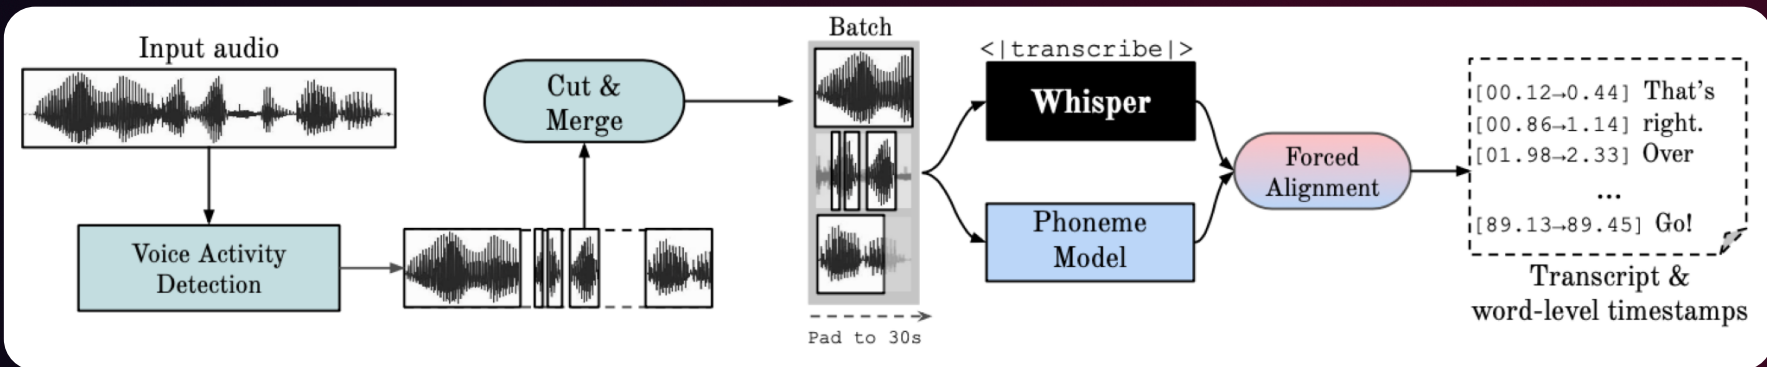 Input audio
Voice Activity
Detection
Cut &
Merge
Batch
Pad to 30s
<|transcribe|>
Whisper
Phoneme
Model
Forced
Alignment
[00.12→0.44] That's
[00.86→1.14] right.
[01.98→2.33] Over
...
[89.13→89.45] Go!
Transcript &
word-level timestamps